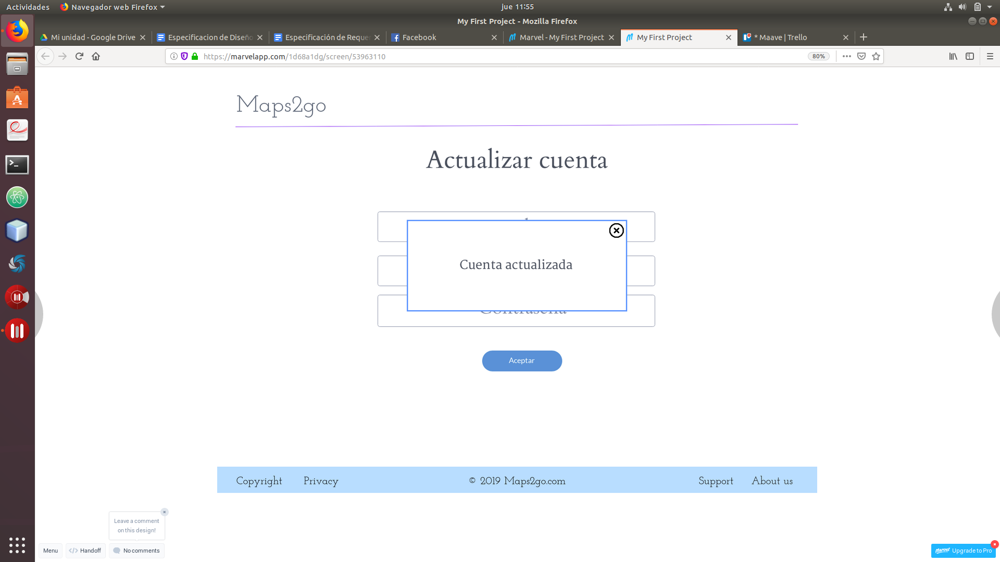 Actividades
Navegador web Firefox
jue 11:55
My First Project - Mozilla Firefox
Mi unidad - Google Drive
Especificacion de Diseño
Especificación de Reque
Facebook
Marvel - My First Project
My First Project
* Maave | Trello
https://marvelapp.com/1d68a1dg/screen/53963110
80%
Maps2go
Actualizar cuenta
Cuenta actualizada
Contraseña
Aceptar
Copyright
Privacy
© 2019 Maps2go.com
Support
About us
Leave a comment
on this design!
Menu
Handoff
No comments
Marvel
Upgrade to Pro